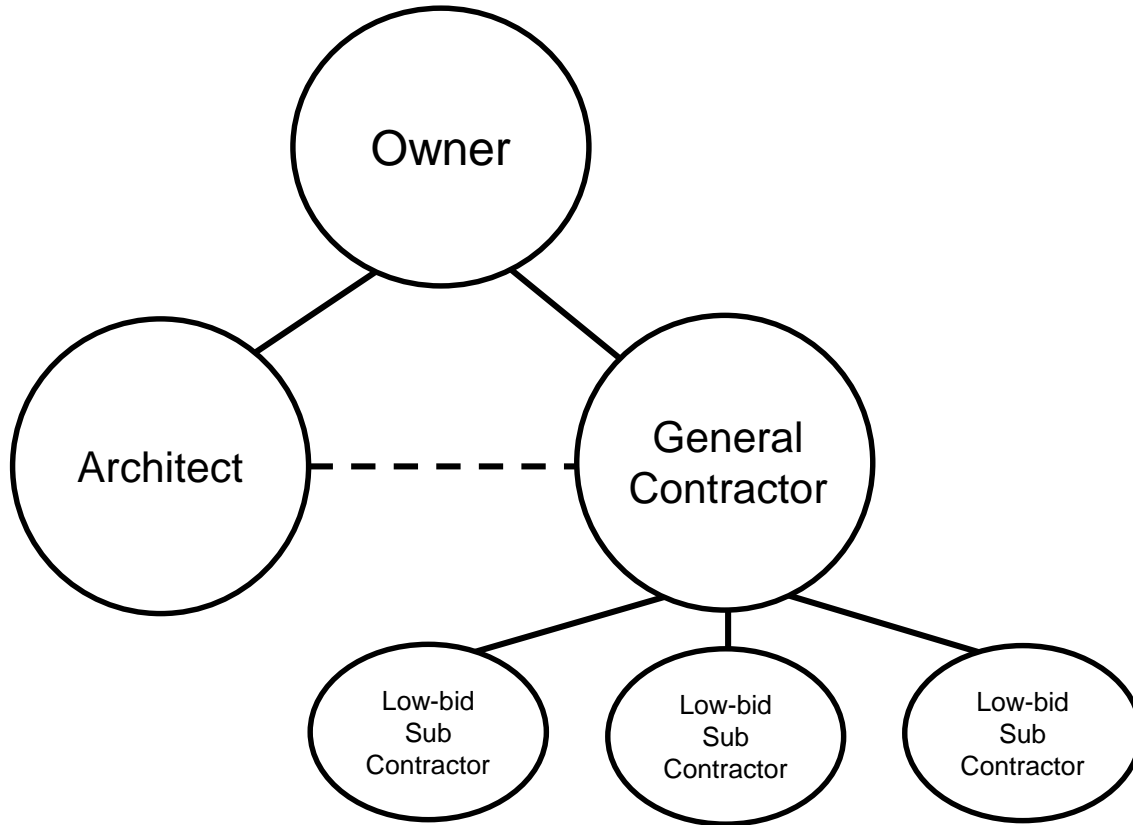 Owner
Architect
General
Contractor
Low-bid
Sub
Contractor
Low-bid
Sub
Contractor
Low-bid
Sub
Contractor